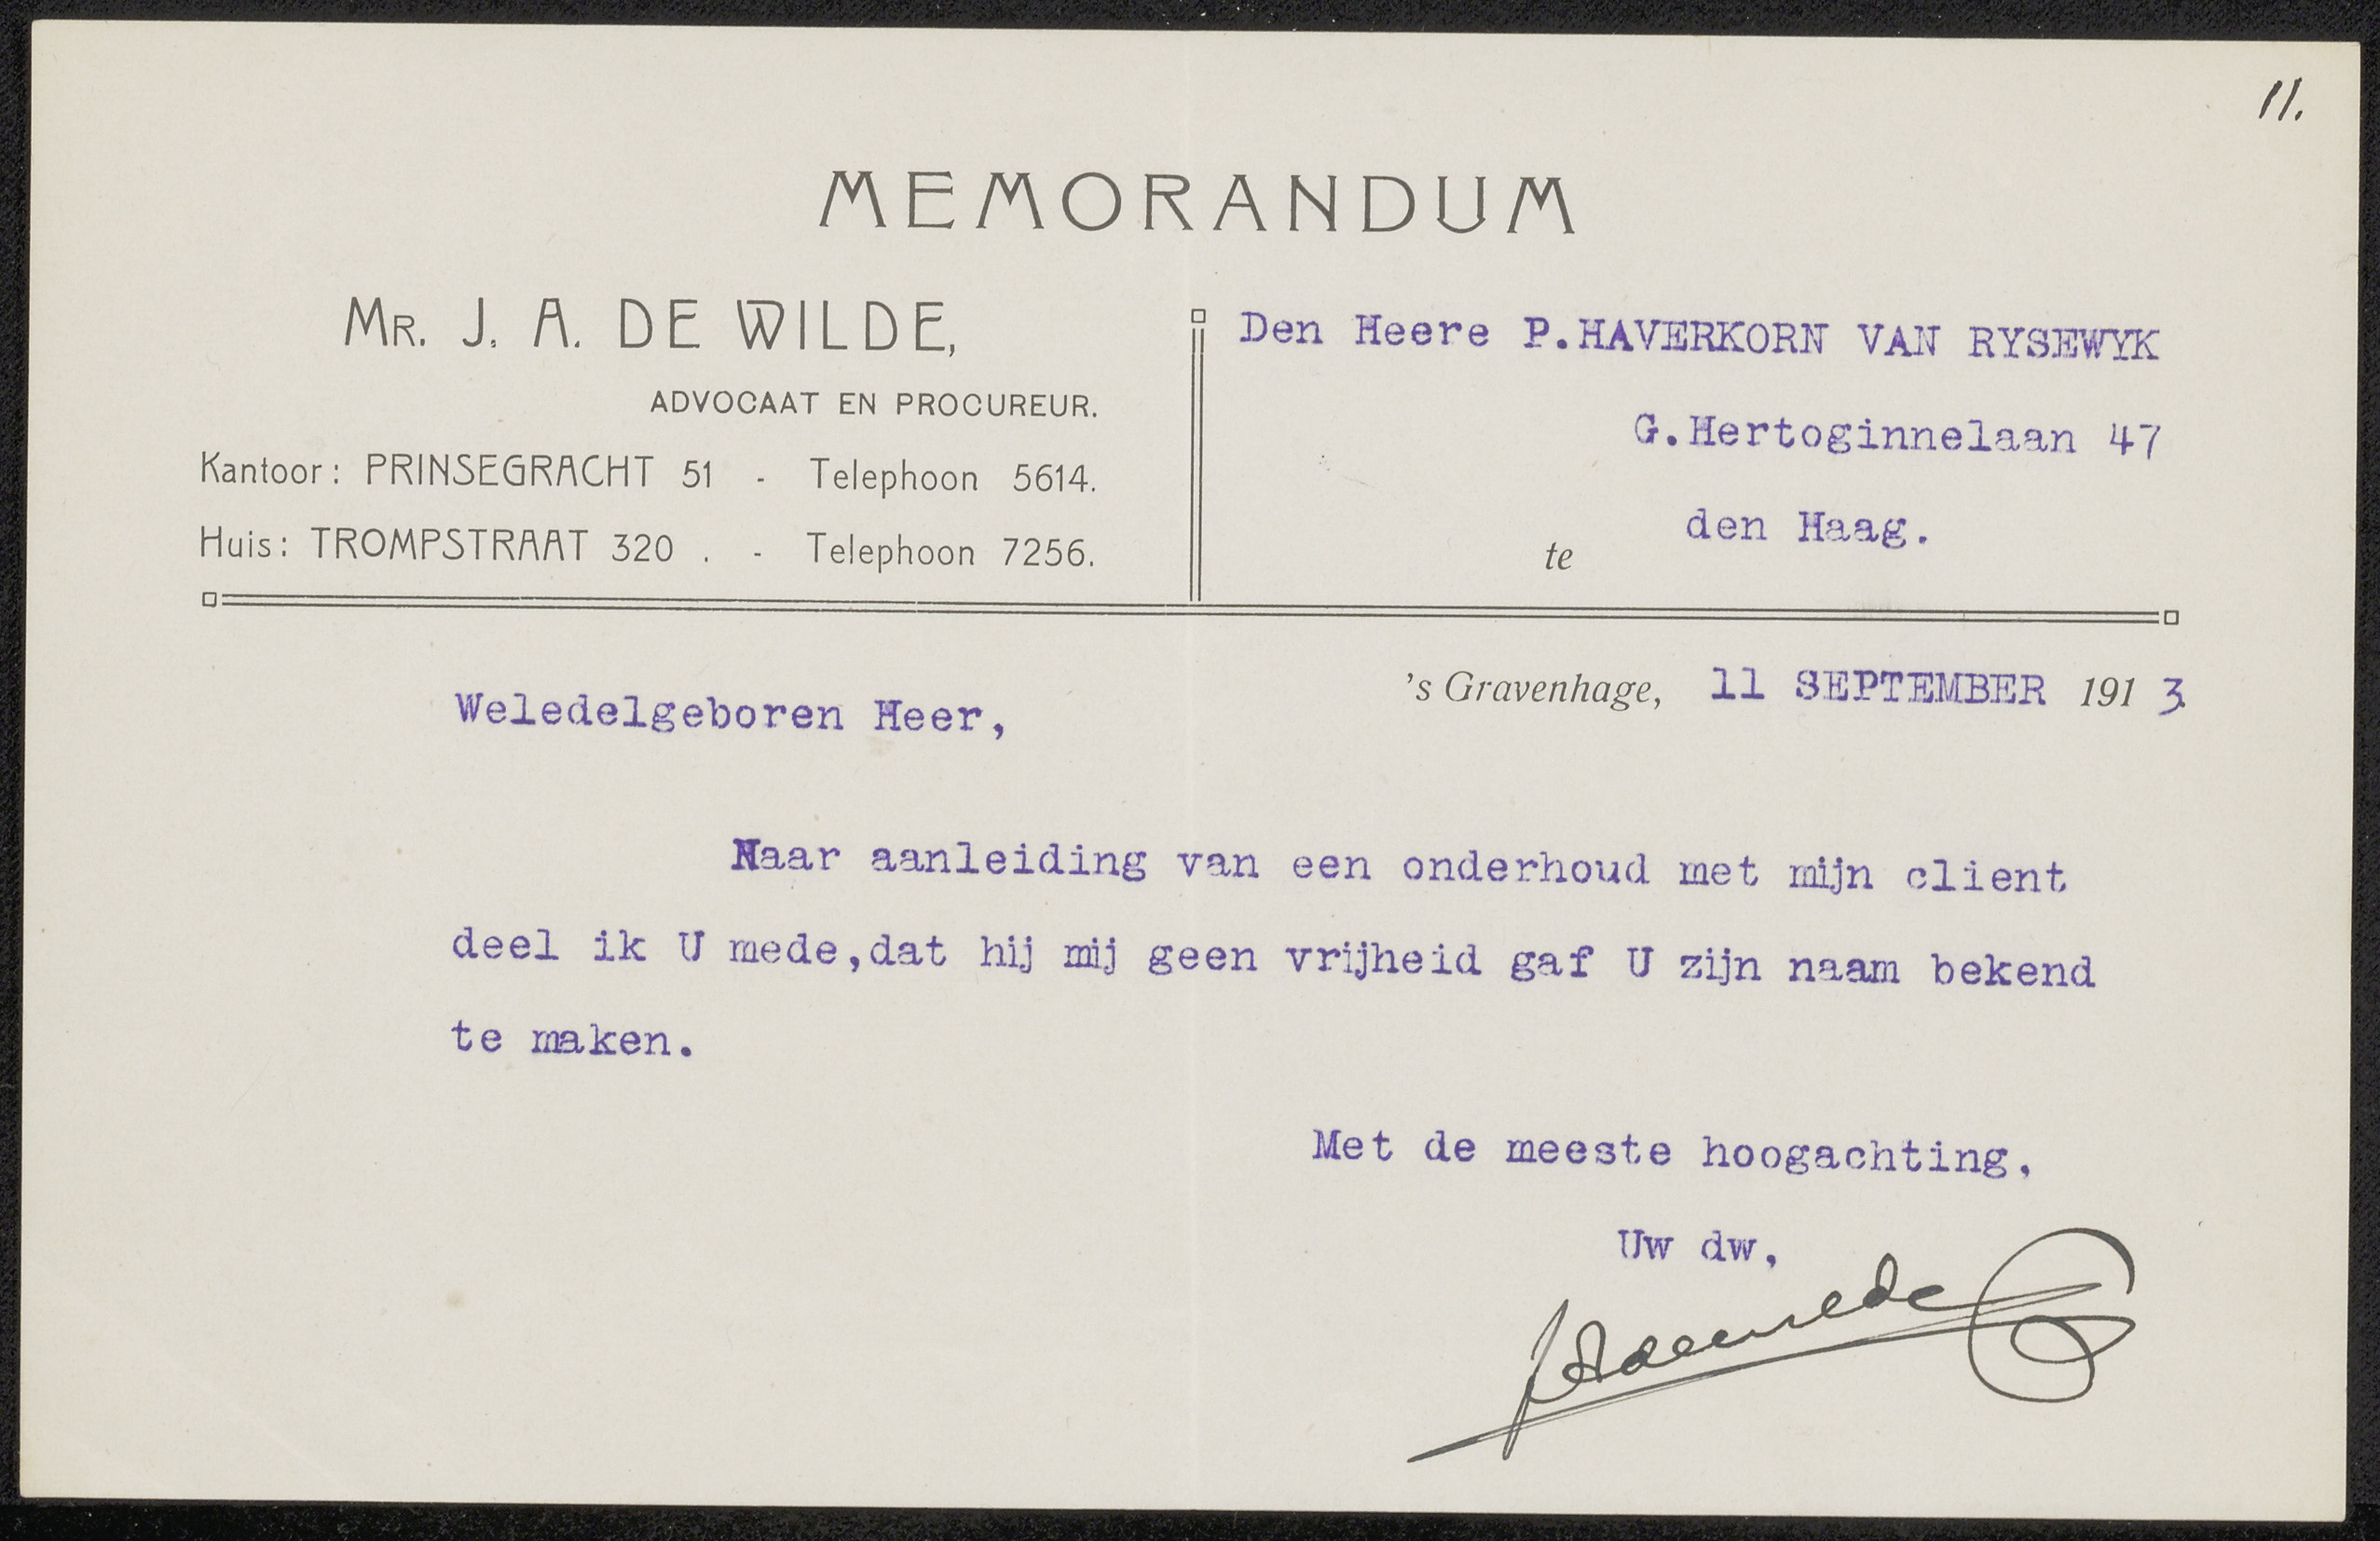 11.
MEMORANDUM
MR. J. A. DE WILDE,
ADVOCAAT EN PROCUREUR.
Kantoor: PRINSEGRACHT 51 - Telephoon 5614.
Huis: TROMPSTRAAT 320 . - Telephoon 7256.
Den Heere P.HAVERKORN VAN RYSEWYK
G.Hertoginnelaan 47
te den Haag.
's Gravenhage, 11 SEPTEMBER 1913
Weledelgeboren Heer,
Naar aanleiding van een onderhoud met mijn client
deel ik U mede,dat hij mij geen vrijheid gaf U zijn naam bekend
te maken.
Met de meeste hoogachting,
Uw dw,
JAdeWilde